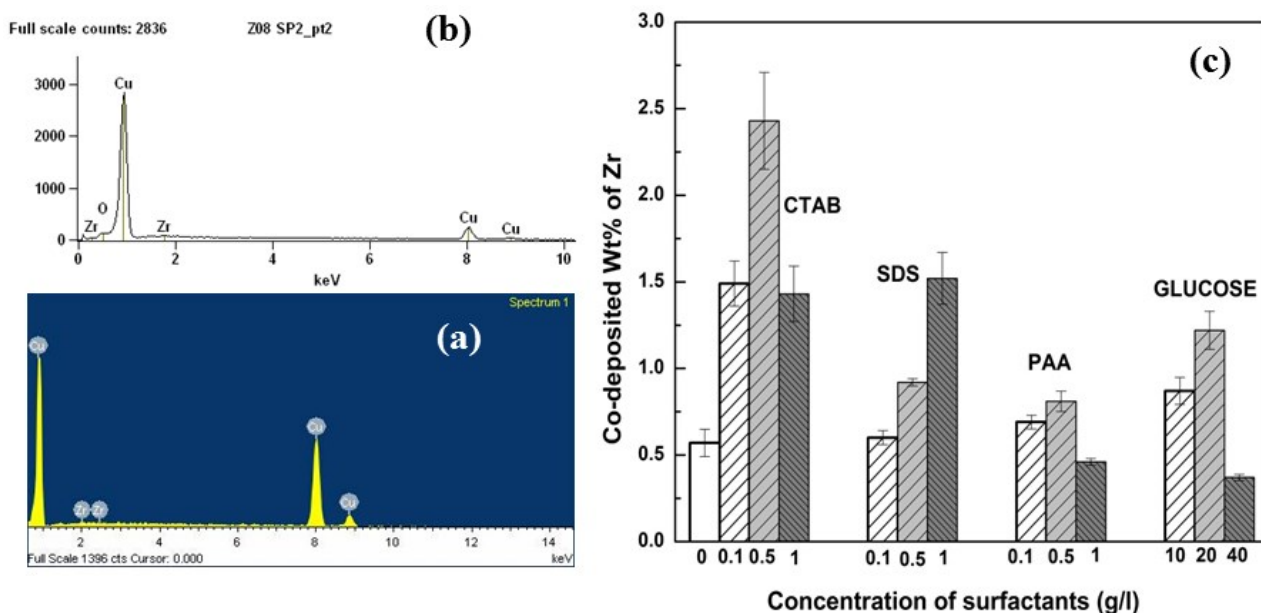 Full scale counts: 2836
Z08 SP2_pt2
(b)
3000
2000
1000
0
Cu
O
Zr
Zr
Cu
Cu
0 2 4 6 8 10
keV
Spectrum 1
(a)
Cu
Zr
Zr
Cu
Cu
2 4 6 8 10 12 14
Full Scale 1396 cts Cursor: 0.000
keV
(c)
Co-deposited Wt% of Zr
3.0
2.5
2.0
1.5
1.0
0.5
0.0
CTAB
SDS
PAA
GLUCOSE
0 0.1 0.5 1 0.1 0.5 1 0.1 0.5 1 10 20 40
Concentration of surfactants (g/l)